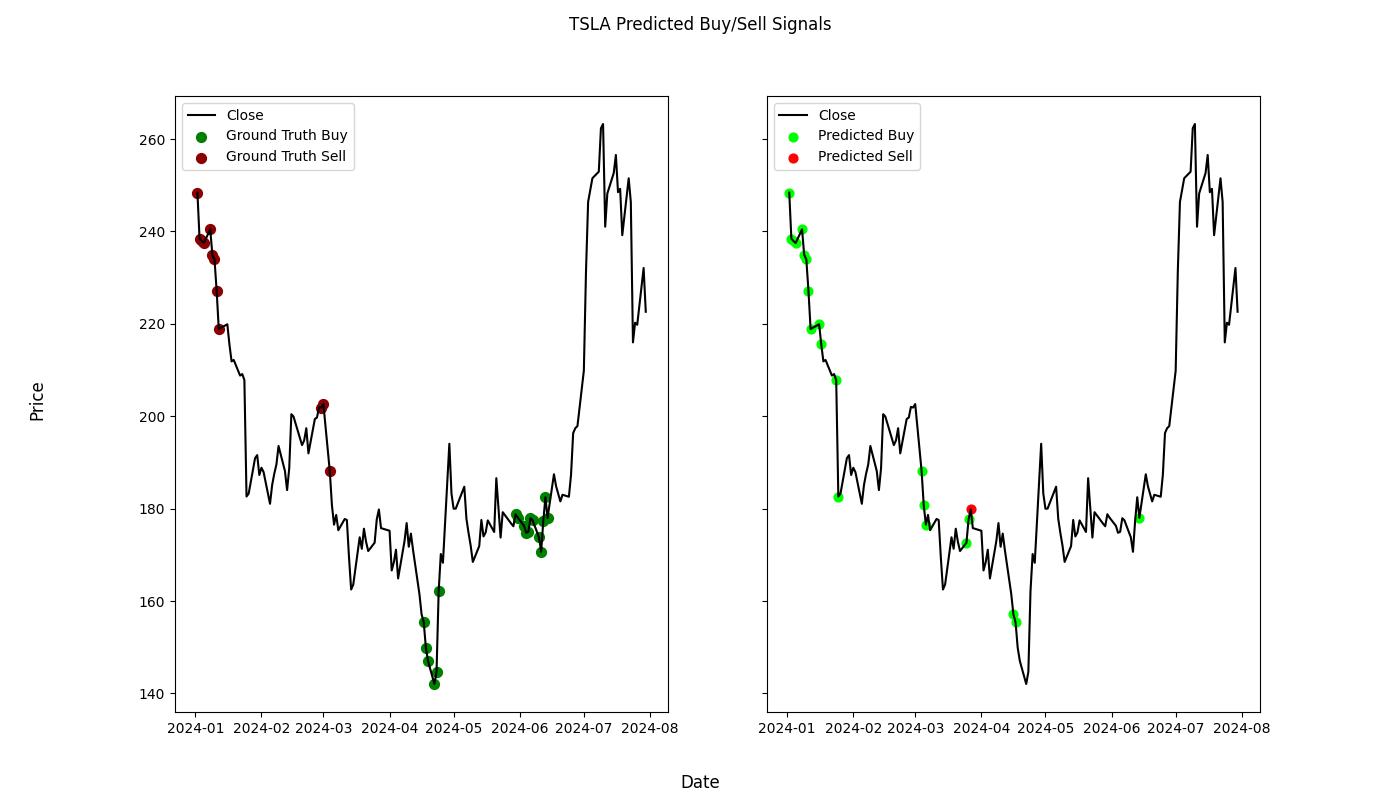 TSLA Predicted Buy/Sell Signals
Close
Ground Truth Buy
Ground Truth Sell
Close
Predicted Buy
Predicted Sell
260
240
220
200
180
160
140
Price
2024-01 2024-02 2024-03 2024-04 2024-05 2024-06 2024-07 2024-08
2024-01 2024-02 2024-03 2024-04 2024-05 2024-06 2024-07 2024-08
Date